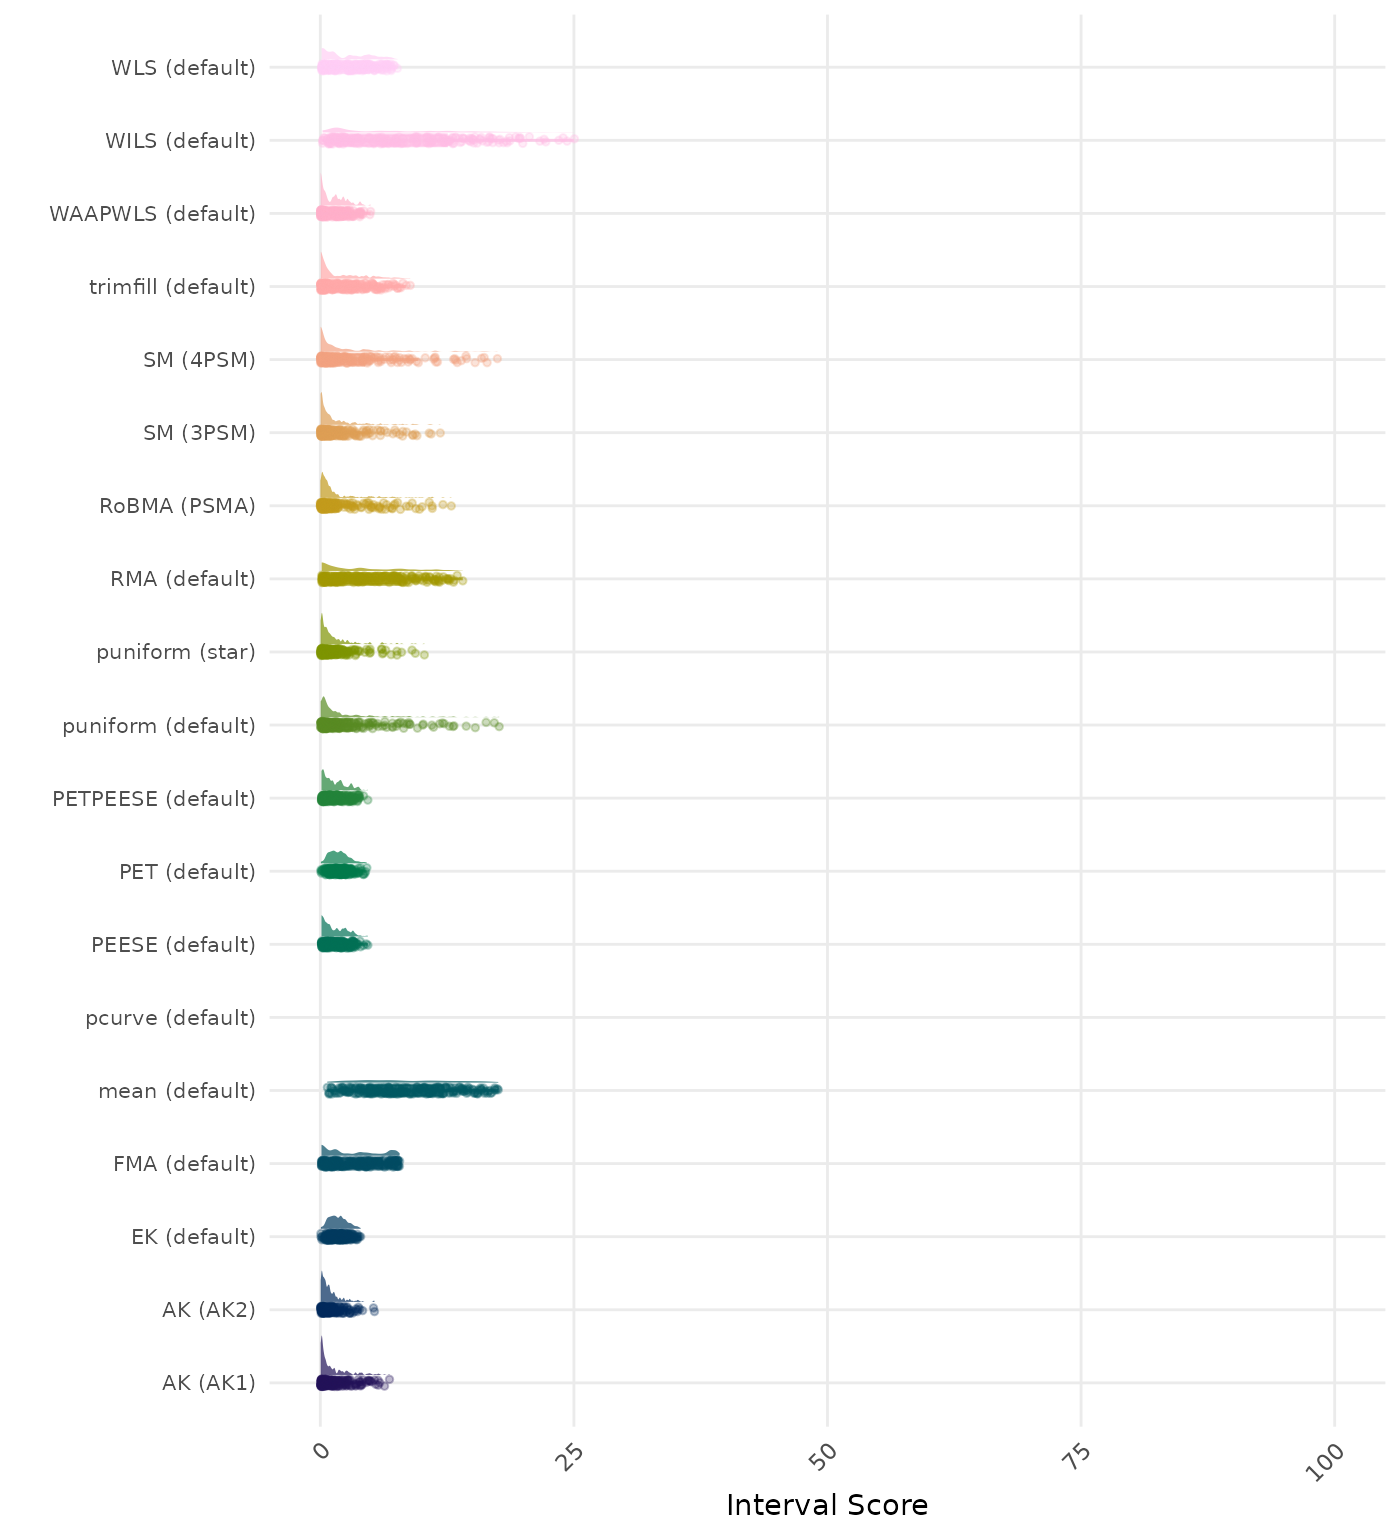 WLS (default)
WILS (default)
WAAPWLS (default)
trimfill (default)
SM (4PSM)
SM (3PSM)
RoBMA (PSMA)
RMA (default)
puniform (star)
puniform (default)
PETPEESE (default)
PET (default)
PEESE (default)
pcurve (default)
mean (default)
FMA (default)
EK (default)
AK (AK2)
AK (AK1)
0 25 50 75 100
Interval Score